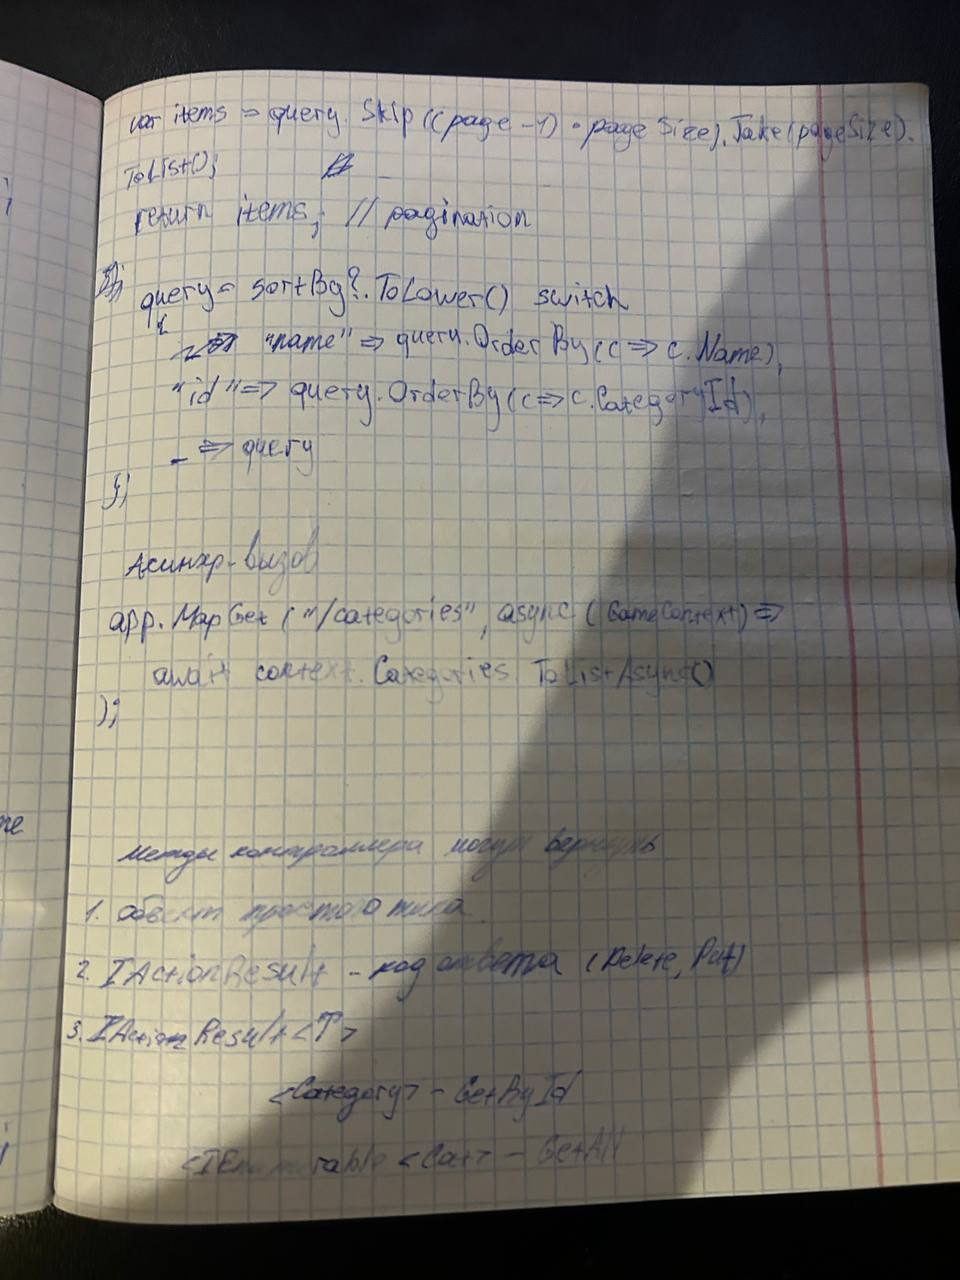 var items = query.Skip((page-1) * pageSize).Take(pageSize).
ToList();
return items; // pagination
query = sortBy?.ToLower() switch
{
"name" => query.OrderBy(c => c.Name),
"id" => query.OrderBy(c => c.CategoryId),
_ => query
};
Асинхр. вызов
app.MapGet("/categories", async (GameContext) =>
await context.Categories.ToListAsync()
);
Методы контроллера могут вернуть
1. объект простого типа
2. IActionResult - код ответа (Delete, Put)
3. IActionResult<T>
<Category> - GetById
<IEnumerable <Cat>> - GetAll